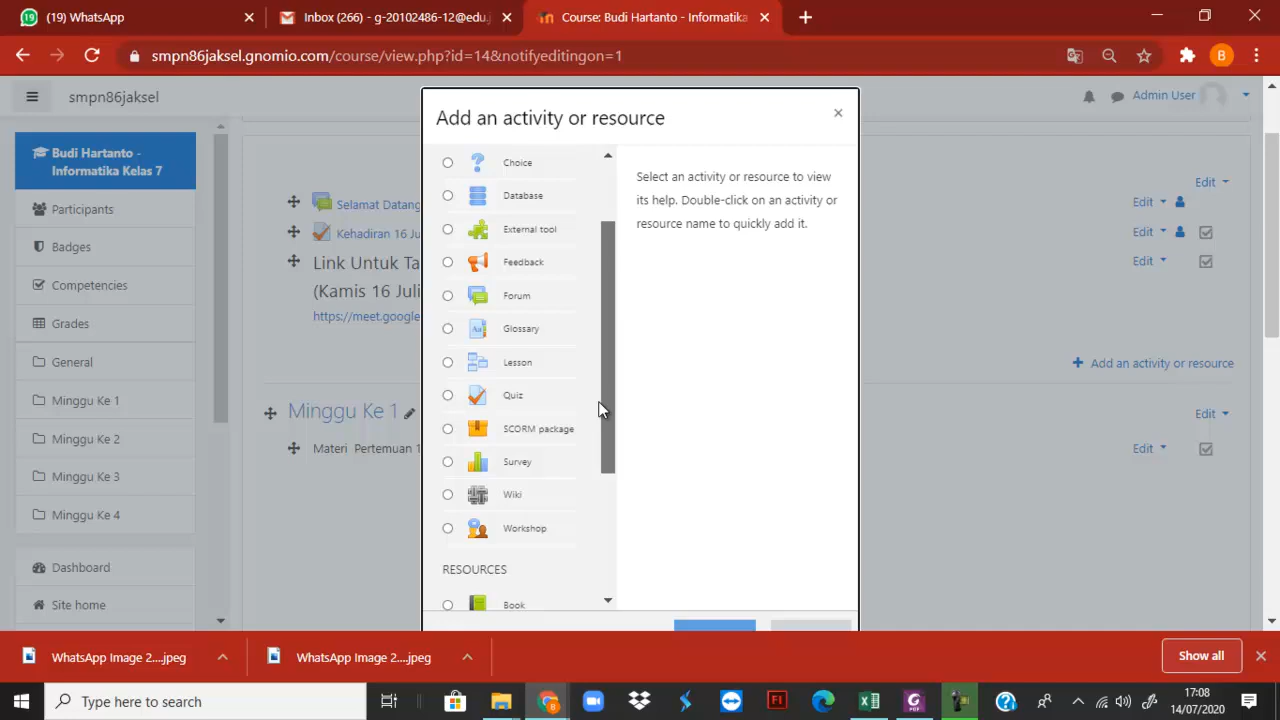 19
(19) WhatsApp
Inbox (266) - g-20102486-12@edu.j
Course: Budi Hartanto - Informatika
smpn86jaksel.gnomio.com/course/view.php?id=14&notifyeditingon=1
B
smpn86jaksel
Admin User
Budi Hartanto -
Informatika Kelas 7
Participants
Badges
Competencies
Grades
General
Minggu Ke 1
Minggu Ke 2
Minggu Ke 3
Minggu Ke 4
Dashboard
Site home
Edit
Selamat Datang
Edit
Kehadiran 16 Ju
Edit
Link Untuk Ta
Edit
(Kamis 16 Juli
https://meet.google
Add an activity or resource
Minggu Ke 1
Edit
Materi Pertemuan 1
Edit
Add an activity or resource
×
Choice
Database
External tool
Feedback
Forum
Glossary
Lesson
Quiz
SCORM package
Survey
Wiki
Workshop
RESOURCES
Book
Select an activity or resource to view
its help. Double-click on an activity or
resource name to quickly add it.
WhatsApp Image 2....jpeg
WhatsApp Image 2....jpeg
Show all
Type here to search
17:08
14/07/2020